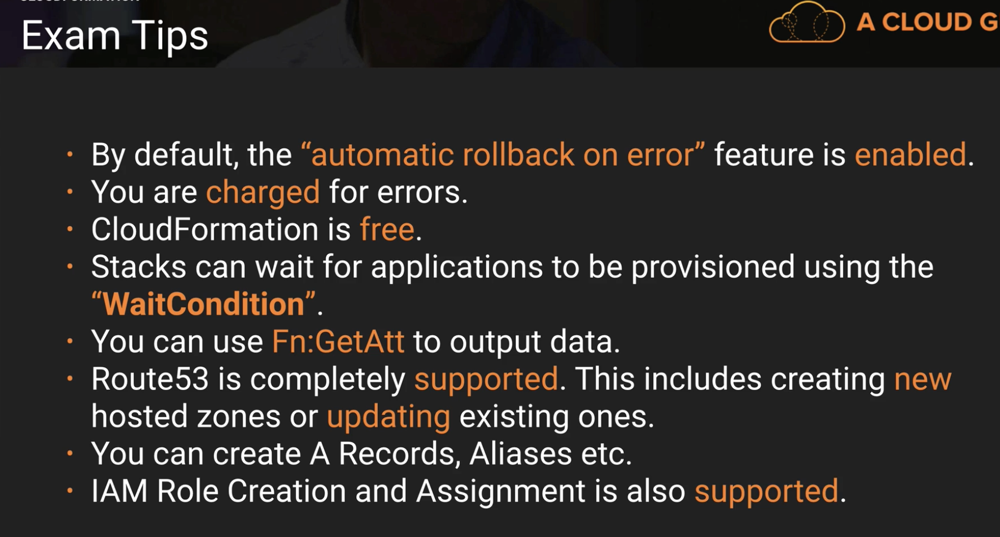 Exam Tips
A CLOUD G
• By default, the “automatic rollback on error” feature is enabled.
• You are charged for errors.
• CloudFormation is free.
• Stacks can wait for applications to be provisioned using the
“WaitCondition”.
• You can use Fn:GetAtt to output data.
• Route53 is completely supported. This includes creating new
hosted zones or updating existing ones.
• You can create A Records, Aliases etc.
• IAM Role Creation and Assignment is also supported.